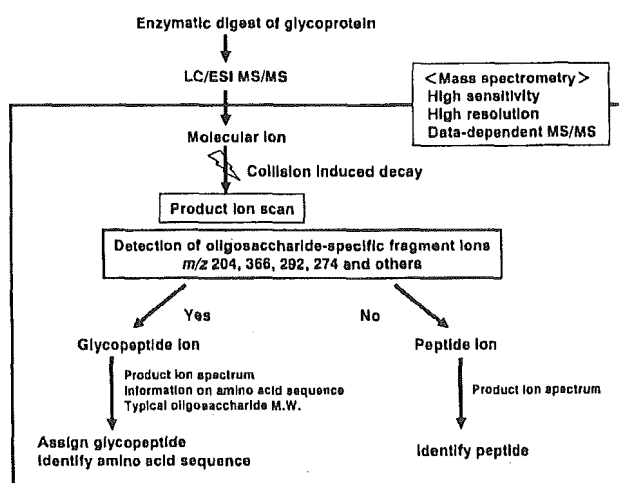 Enzymatic digest of glycoprotein
LC/ESI MS/MS
<Mass spectrometry>
High sensitivity
High resolution
Data-dependent MS/MS
Molecular ion
Collision induced decay
Product ion scan
Detection of oligosaccharide-specific fragment ions
m/z 204, 366, 292, 274 and others
Yes
No
Glycopeptide ion
Peptide ion
Product ion spectrum
Information on amino acid sequence
Typical oligosaccharide M.W.
Product ion spectrum
Assign glycopeptide
Identify amino acid sequence
Identify peptide